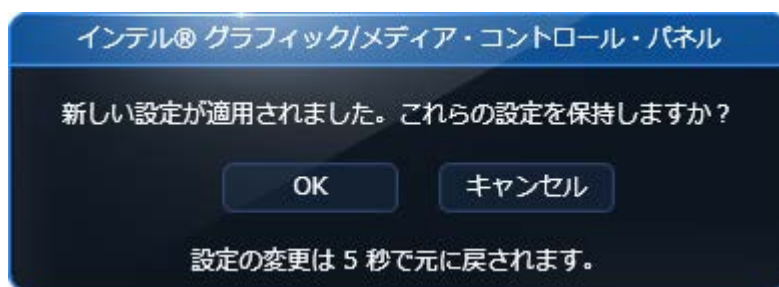 インテル® グラフィック/メディア・コントロール・パネル
新しい設定が適用されました。これらの設定を保持しますか？
OK キャンセル
設定の変更は 5 秒で元に戻されます。